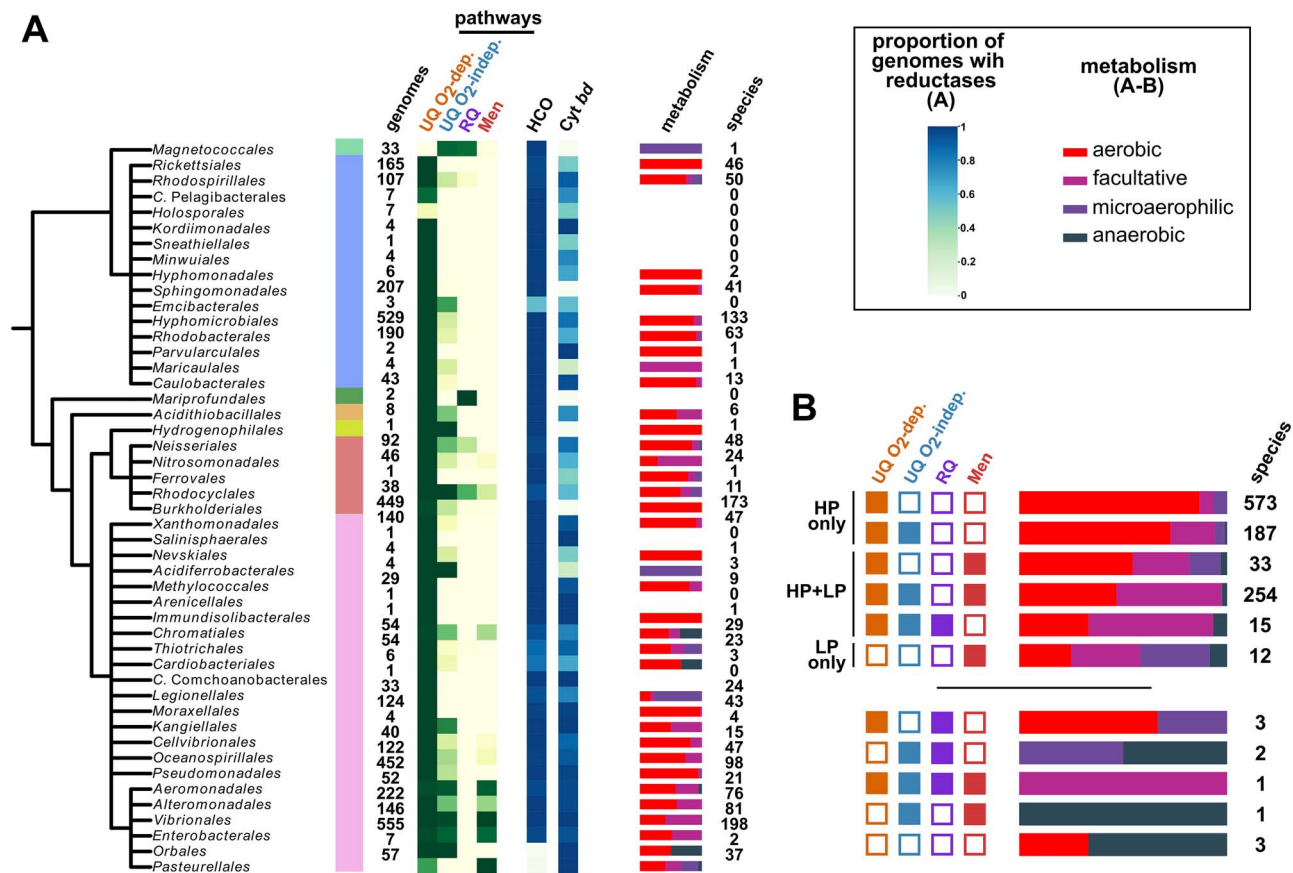 A
pathways
genomes
UQ O2-dep.
UQ O2-indep.
RQ
Men
HCO
Cyt bd
metabolism
species
Magnetococcales 33 1
Rickettsiales 165 46
Rhodospirillales 107 50
C. Pelagibacterales 7 0
Holosporales 7 0
Kordiimonadales 4 0
Sneathiellales 1 0
Minwuiales 4 0
Hyphomonadales 6 2
Sphingomonadales 207 41
Emcibacterales 3 0
Hyphomicrobiales 529 133
Rhodobacterales 190 63
Parvularculales 2 1
Maricaulales 4 1
Caulobacterales 43 13
Mariprofundales 2 0
Acidithiobacillales 8 6
Hydrogenophilales 1 1
Neisseriales 92 48
Nitrosomonadales 46 24
Ferrovales 1 1
Rhodocyclales 38 11
Burkholderiales 449 173
Xanthomonadales 140 47
Salinisphaerales 1 0
Nevskiales 4 1
Acidiferrobacterales 4 3
Methylococcales 29 9
Arenicellales 1 0
Immundisolibacterales 1 1
Chromatiales 54 29
Thiotrichales 54 23
Cardiobacteriales 6 3
C. Comchoanobacterales 1 0
Legionellales 33 24
Moraxellales 124 43
Kangiellales 4 4
Cellvibrionales 40 15
Oceanospirillales 122 47
Pseudomonadales 452 98
Aeromonadales 52 21
Alteromonadales 222 76
Vibrionales 146 81
Enterobacterales 555 198
Orbales 7 2
Pasteurellales 57 37
proportion of
genomes wih
reductases
(A)
1
0.8
0.6
0.4
0.2
0
metabolism
(A-B)
aerobic
facultative
microaerophilic
anaerobic
B
UQ O2-dep.
UQ O2-indep.
RQ
Men
species
HP
only
573
187
HP+LP
33
254
15
LP
only
12
3
2
1
1
3